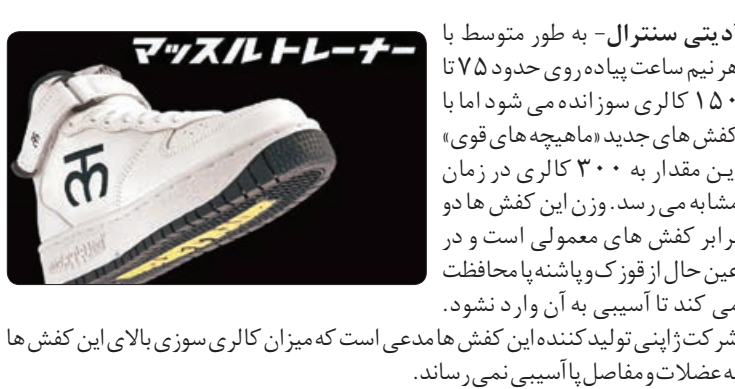 آدیتی سنترال- به طور متوسط با
هر نیم ساعت پیاده روی حدود ۷۵ تا
۱۵۰ کالری سوزانده می شود اما با
کفش های جدید «ماهیچه های قوی»
این مقدار به ۳۰۰ کالری در زمان
مشابه می رسد. وزن این کفش ها دو
برابر کفش های معمولی است و در
عین حال از قوزک و پاشنه پا محافظت
می کند تا آسیبی به آن وارد نشود.
شرکت ژاپنی تولید کننده این کفش ها مدعی است که میزان کالری سوزی بالای این کفش ها
به عضلات و مفاصل پا آسیبی نمی رساند.
マッスルトレーナー